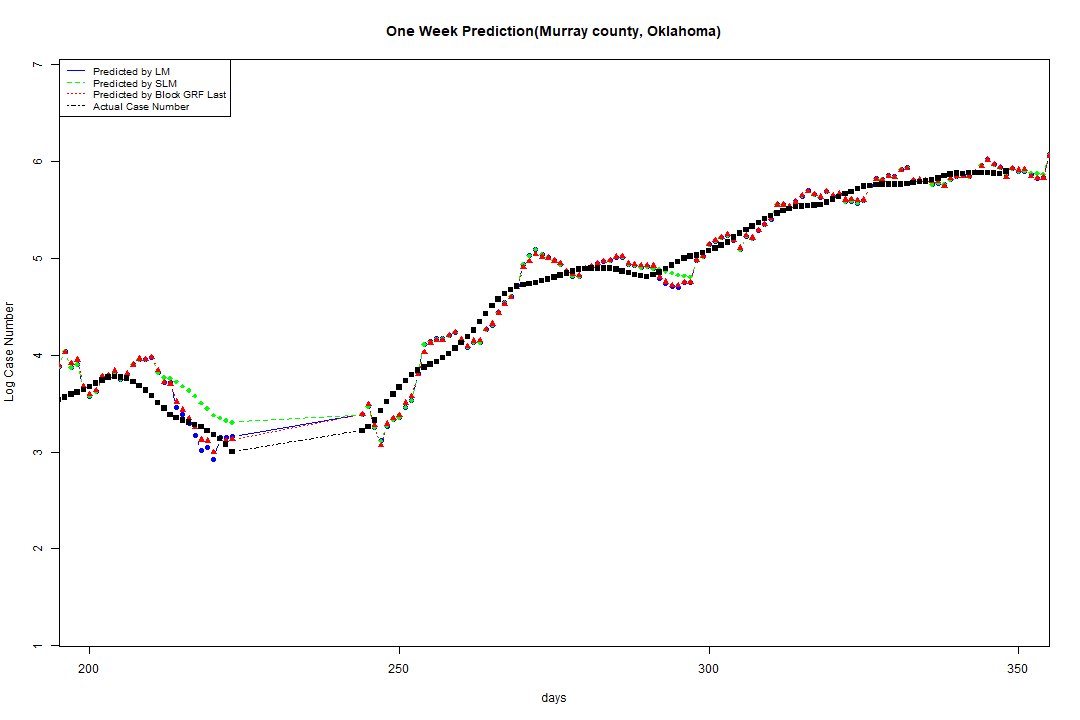 One Week Prediction(Murray county, Oklahoma)
Predicted by LM
Predicted by SLM
Predicted by Block GRF Last
Actual Case Number
7
6
5
4
3
2
1
Log Case Number
200
250
300
350
days